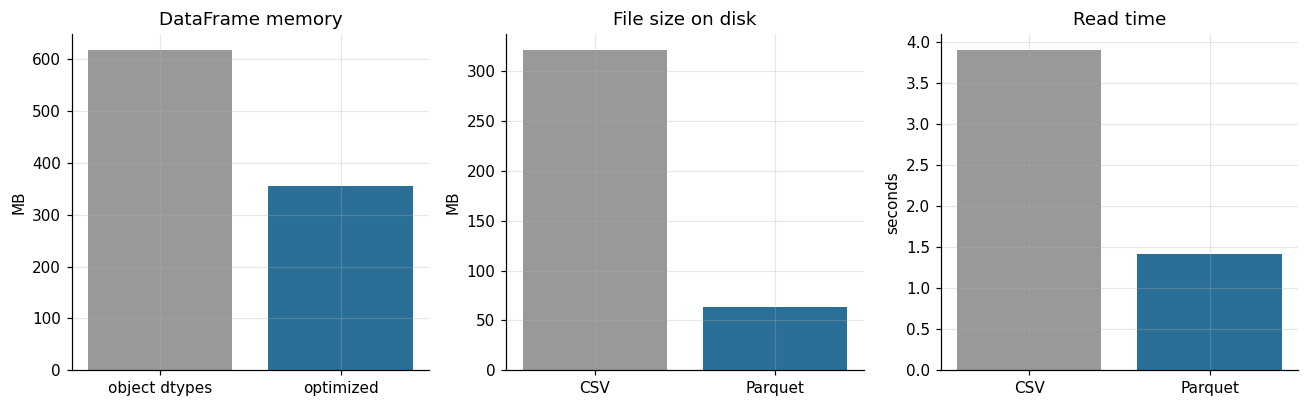 DataFrame memory
MB
600
500
400
300
200
100
0
object dtypes
optimized
File size on disk
MB
300
250
200
150
100
50
0
CSV
Parquet
Read time
seconds
4.0
3.5
3.0
2.5
2.0
1.5
1.0
0.5
0.0
CSV
Parquet